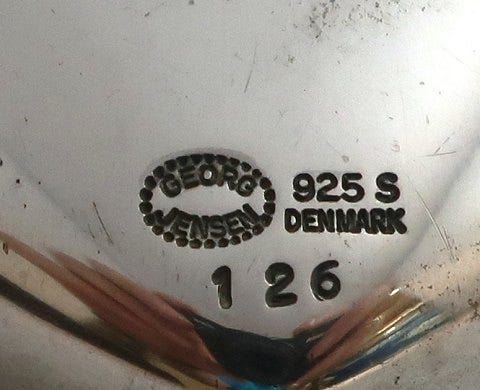 GEORG
JENSEN
925 S
DENMARK
126